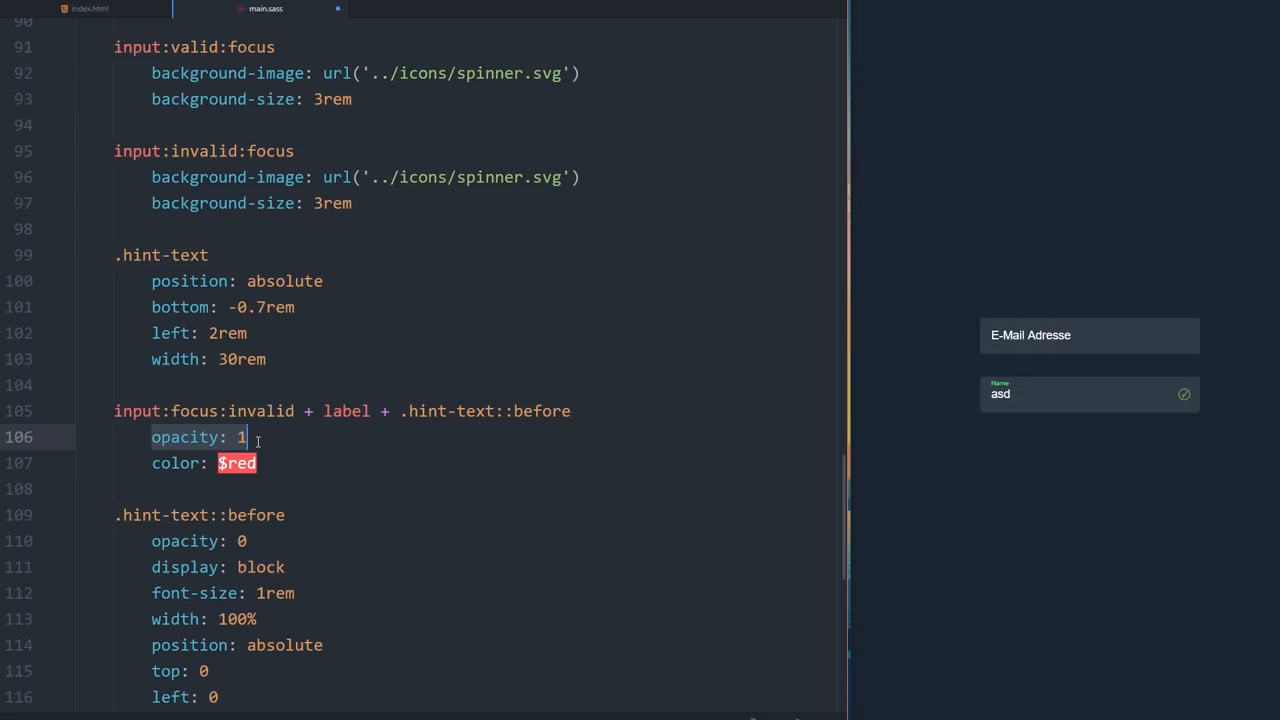 index.html
main.sass
90
91 input:valid:focus
92 background-image: url('../icons/spinner.svg')
93 background-size: 3rem
94
95 input:invalid:focus
96 background-image: url('../icons/spinner.svg')
97 background-size: 3rem
98
99 .hint-text
100 position: absolute
101 bottom: -0.7rem
102 left: 2rem
103 width: 30rem
104
105 input:focus:invalid + label + .hint-text::before
106 opacity: 1
107 color: $red
108
109 .hint-text::before
110 opacity: 0
111 display: block
112 font-size: 1rem
113 width: 100%
114 position: absolute
115 top: 0
116 left: 0
E-Mail Adresse
Name
asd